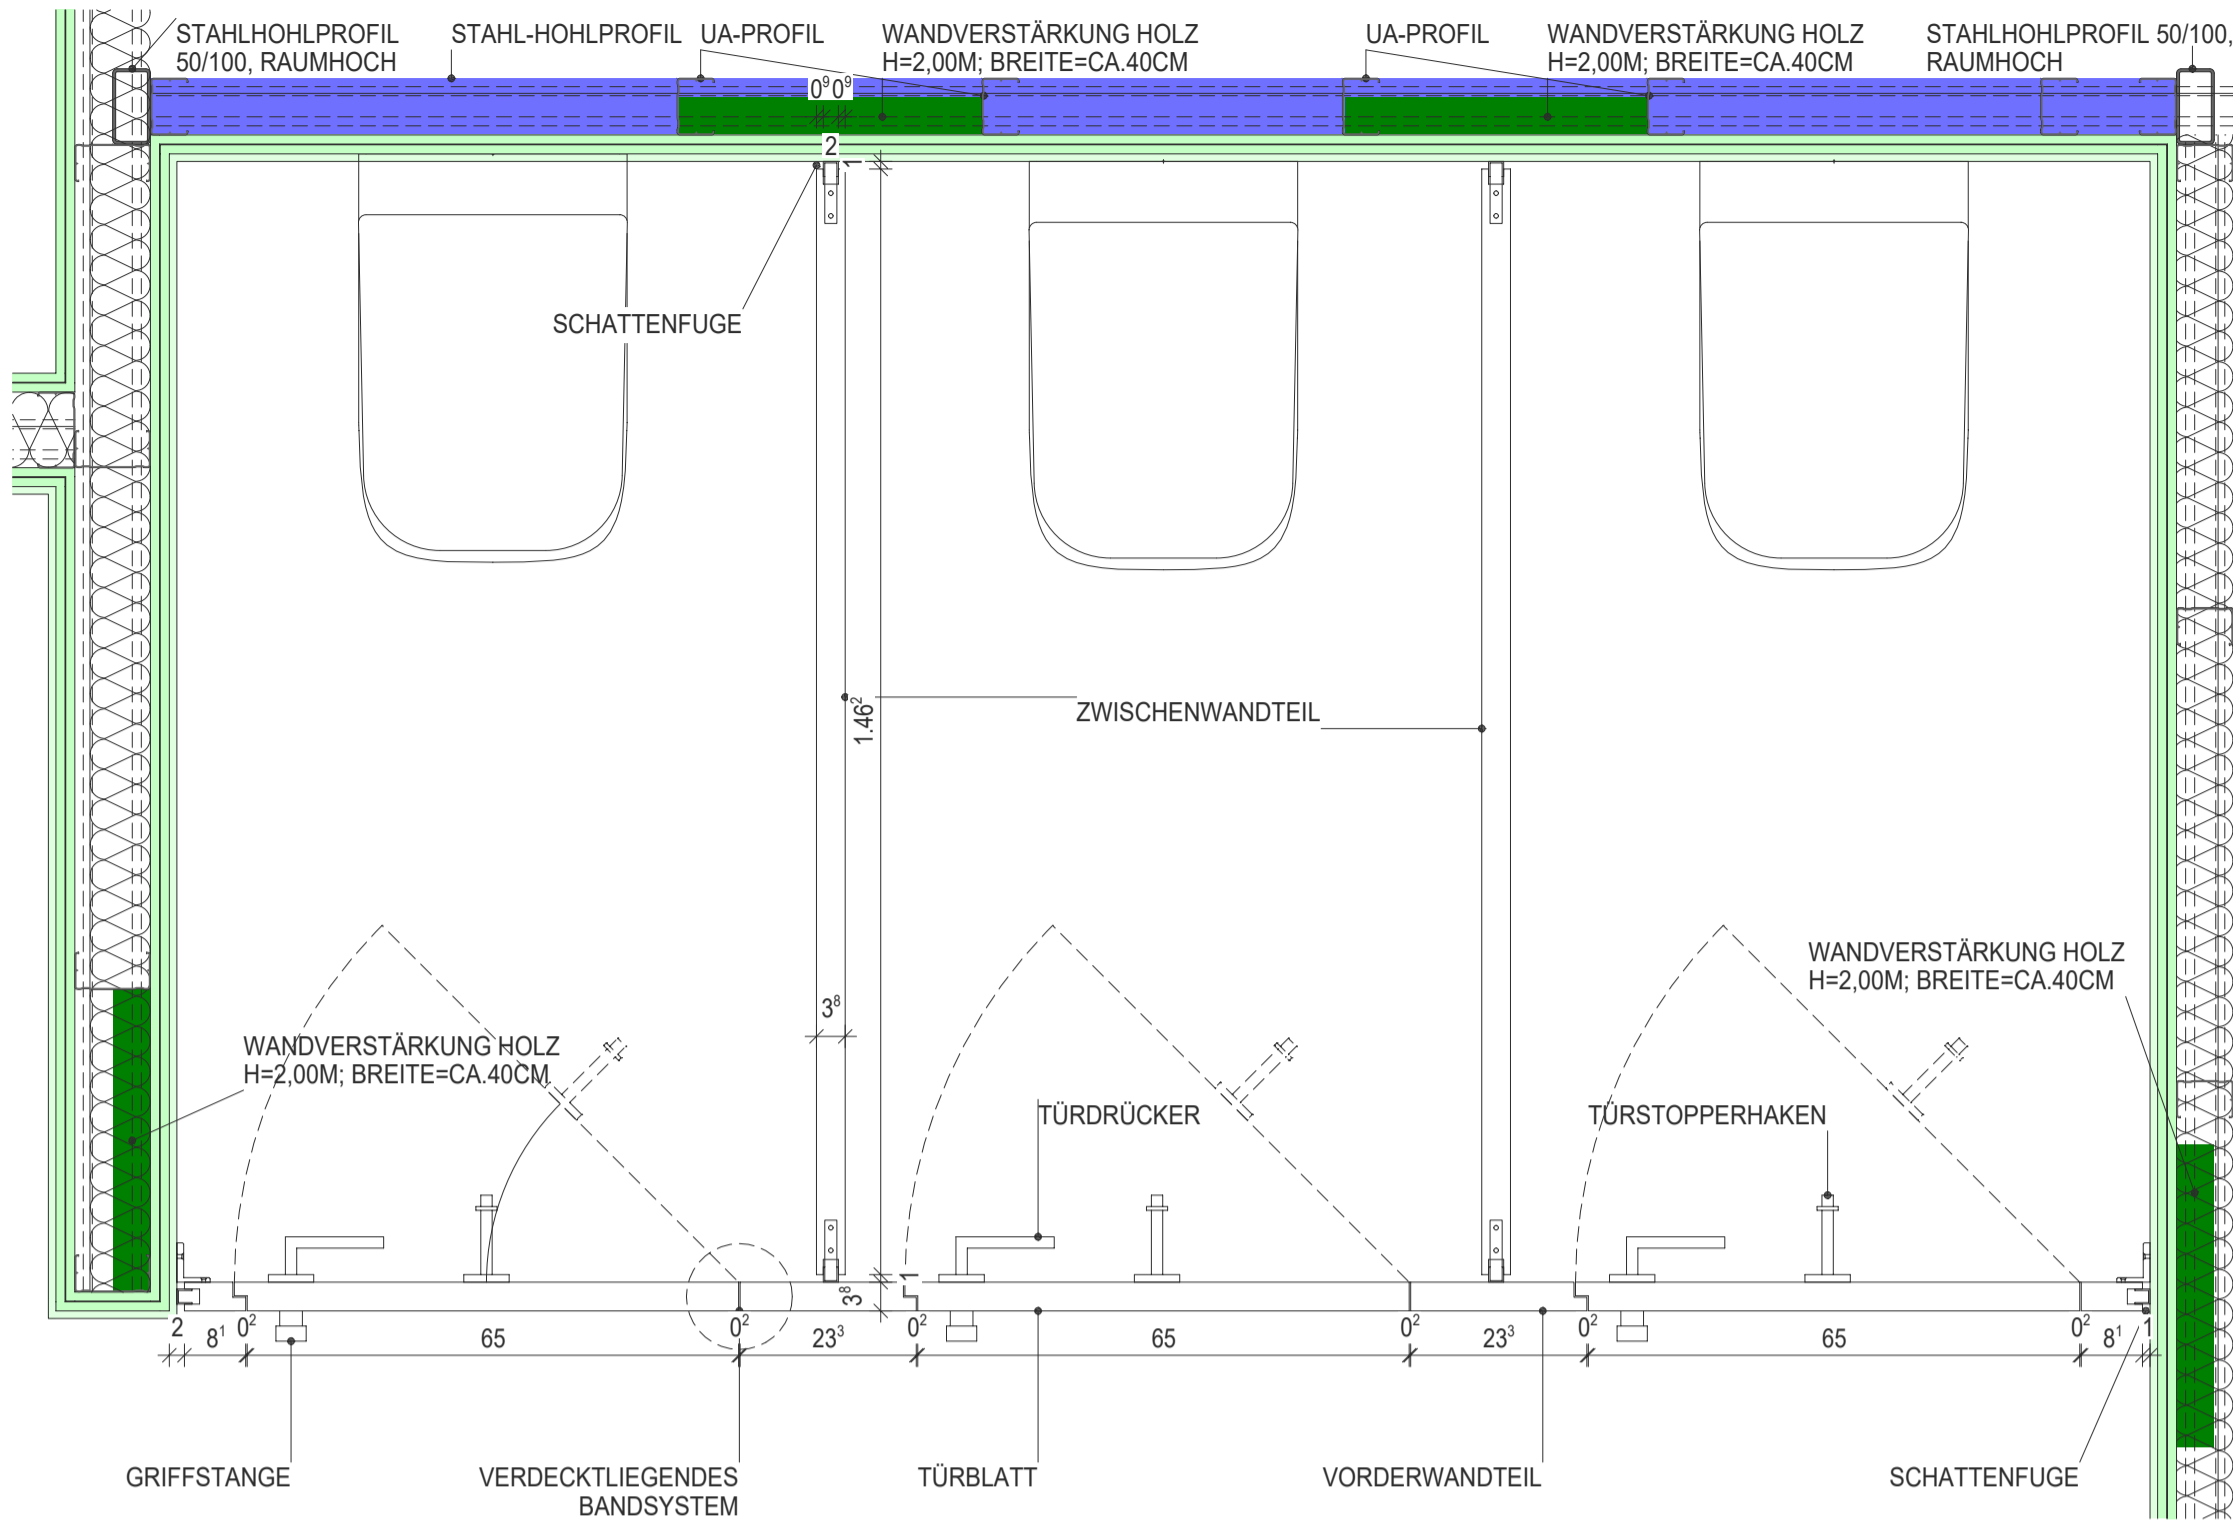 STAHLHOHLPROFIL
50/100, RAUMHOCH
STAHL-HOHLPROFIL
UA-PROFIL
WANDVERSTÄRKUNG HOLZ
H=2,00M; BREITE=CA.40CM
UA-PROFIL
WANDVERSTÄRKUNG HOLZ
H=2,00M; BREITE=CA.40CM
STAHLHOHLPROFIL 50/100,
RAUMHOCH
0⁹ 0⁹
2
1
SCHATTENFUGE
1.46²
ZWISCHENWANDTEIL
3⁸
WANDVERSTÄRKUNG HOLZ
H=2,00M; BREITE=CA.40CM
WANDVERSTÄRKUNG HOLZ
H=2,00M; BREITE=CA.40CM
TÜRDRÜCKER
TÜRSTOPPERHAKEN
1
3⁸
2 8¹ 0² 65 0² 23³ 0² 65 0² 23³ 0² 65 0² 8¹ 1
GRIFFSTANGE
VERDECKTLIEGENDES
BANDSYSTEM
TÜRBLATT
VORDERWANDTEIL
SCHATTENFUGE